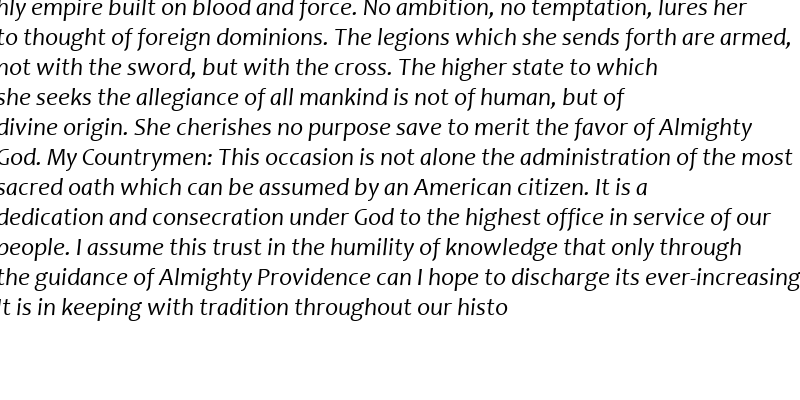 hly empire built on blood and force. No ambition, no temptation, lures her
to thought of foreign dominions. The legions which she sends forth are armed,
not with the sword, but with the cross. The higher state to which
she seeks the allegiance of all mankind is not of human, but of
divine origin. She cherishes no purpose save to merit the favor of Almighty
God. My Countrymen: This occasion is not alone the administration of the most
sacred oath which can be assumed by an American citizen. It is a
dedication and consecration under God to the highest office in service of our
people. I assume this trust in the humility of knowledge that only through
the guidance of Almighty Providence can I hope to discharge its ever-increasing
It is in keeping with tradition throughout our histo